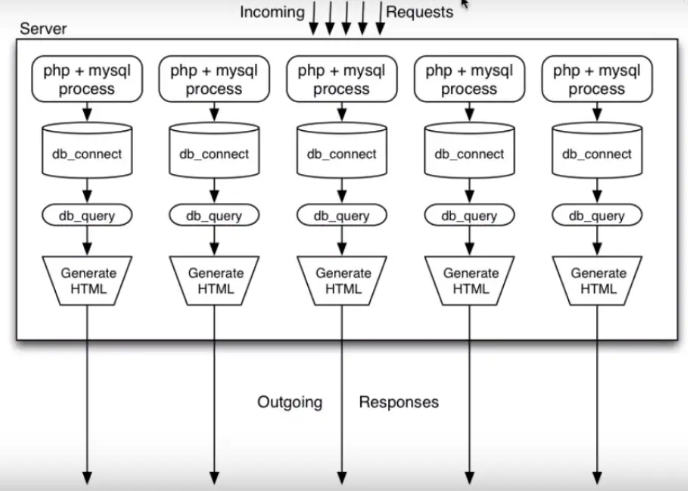 Incoming Requests
Server
php + mysql
process
php + mysql
process
php + mysql
process
php + mysql
process
php + mysql
process
db_connect
db_connect
db_connect
db_connect
db_connect
db_query
db_query
db_query
db_query
db_query
Generate
HTML
Generate
HTML
Generate
HTML
Generate
HTML
Generate
HTML
Outgoing Responses